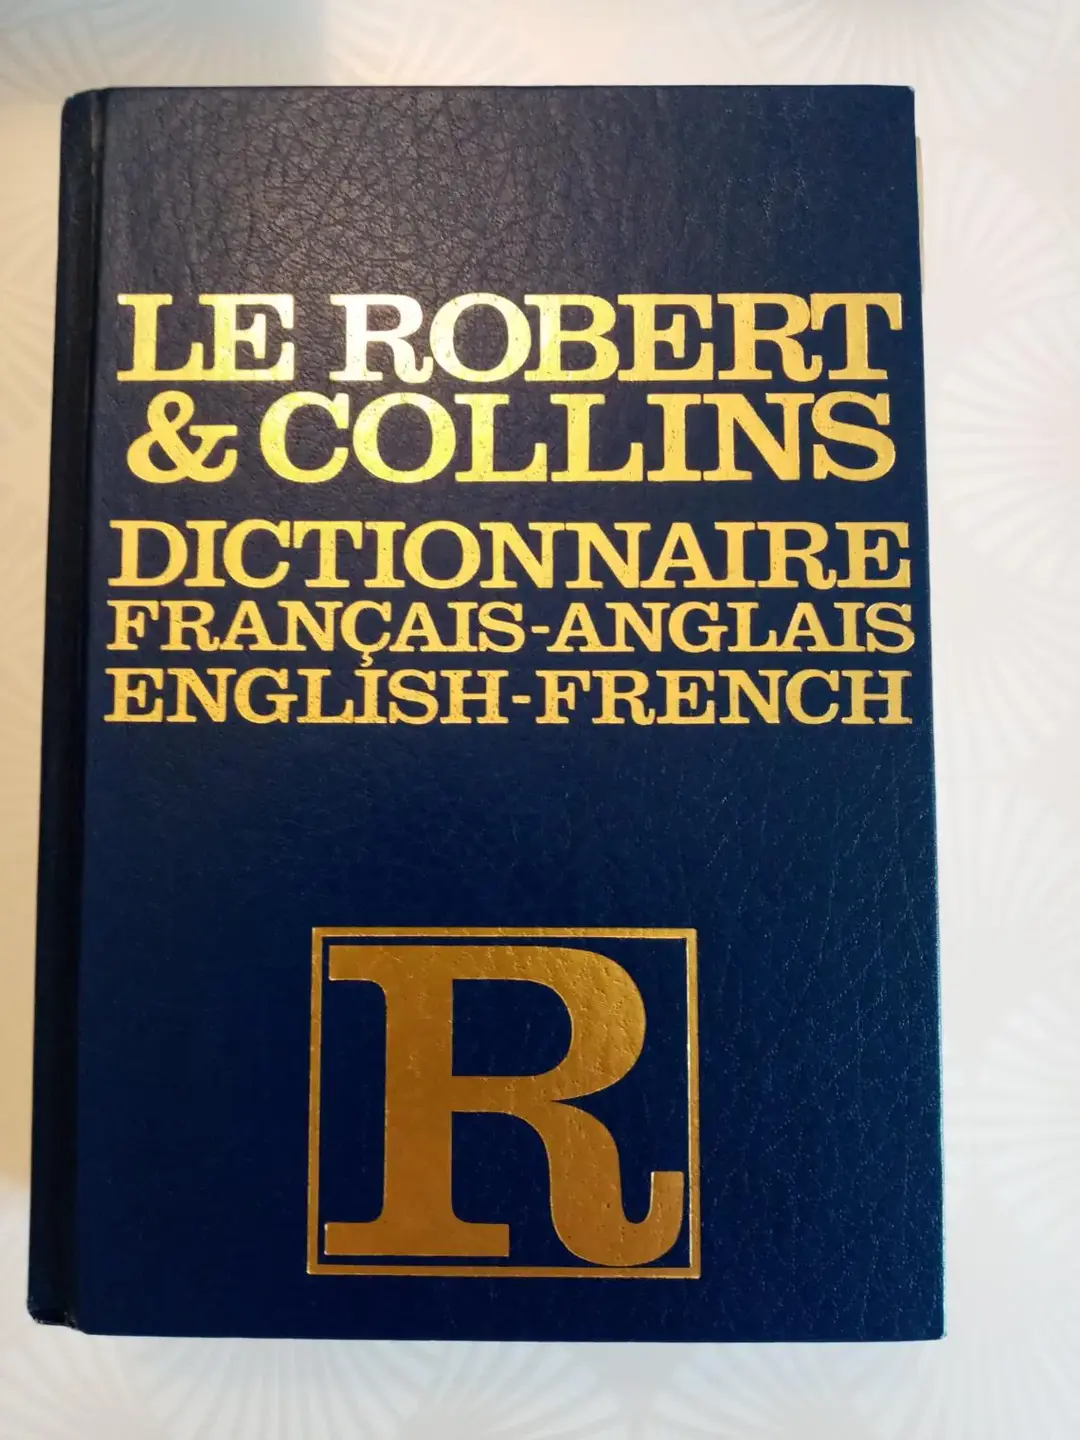 LE ROBERT
& COLLINS
DICTIONNAIRE
FRANÇAIS-ANGLAIS
ENGLISH-FRENCH
R